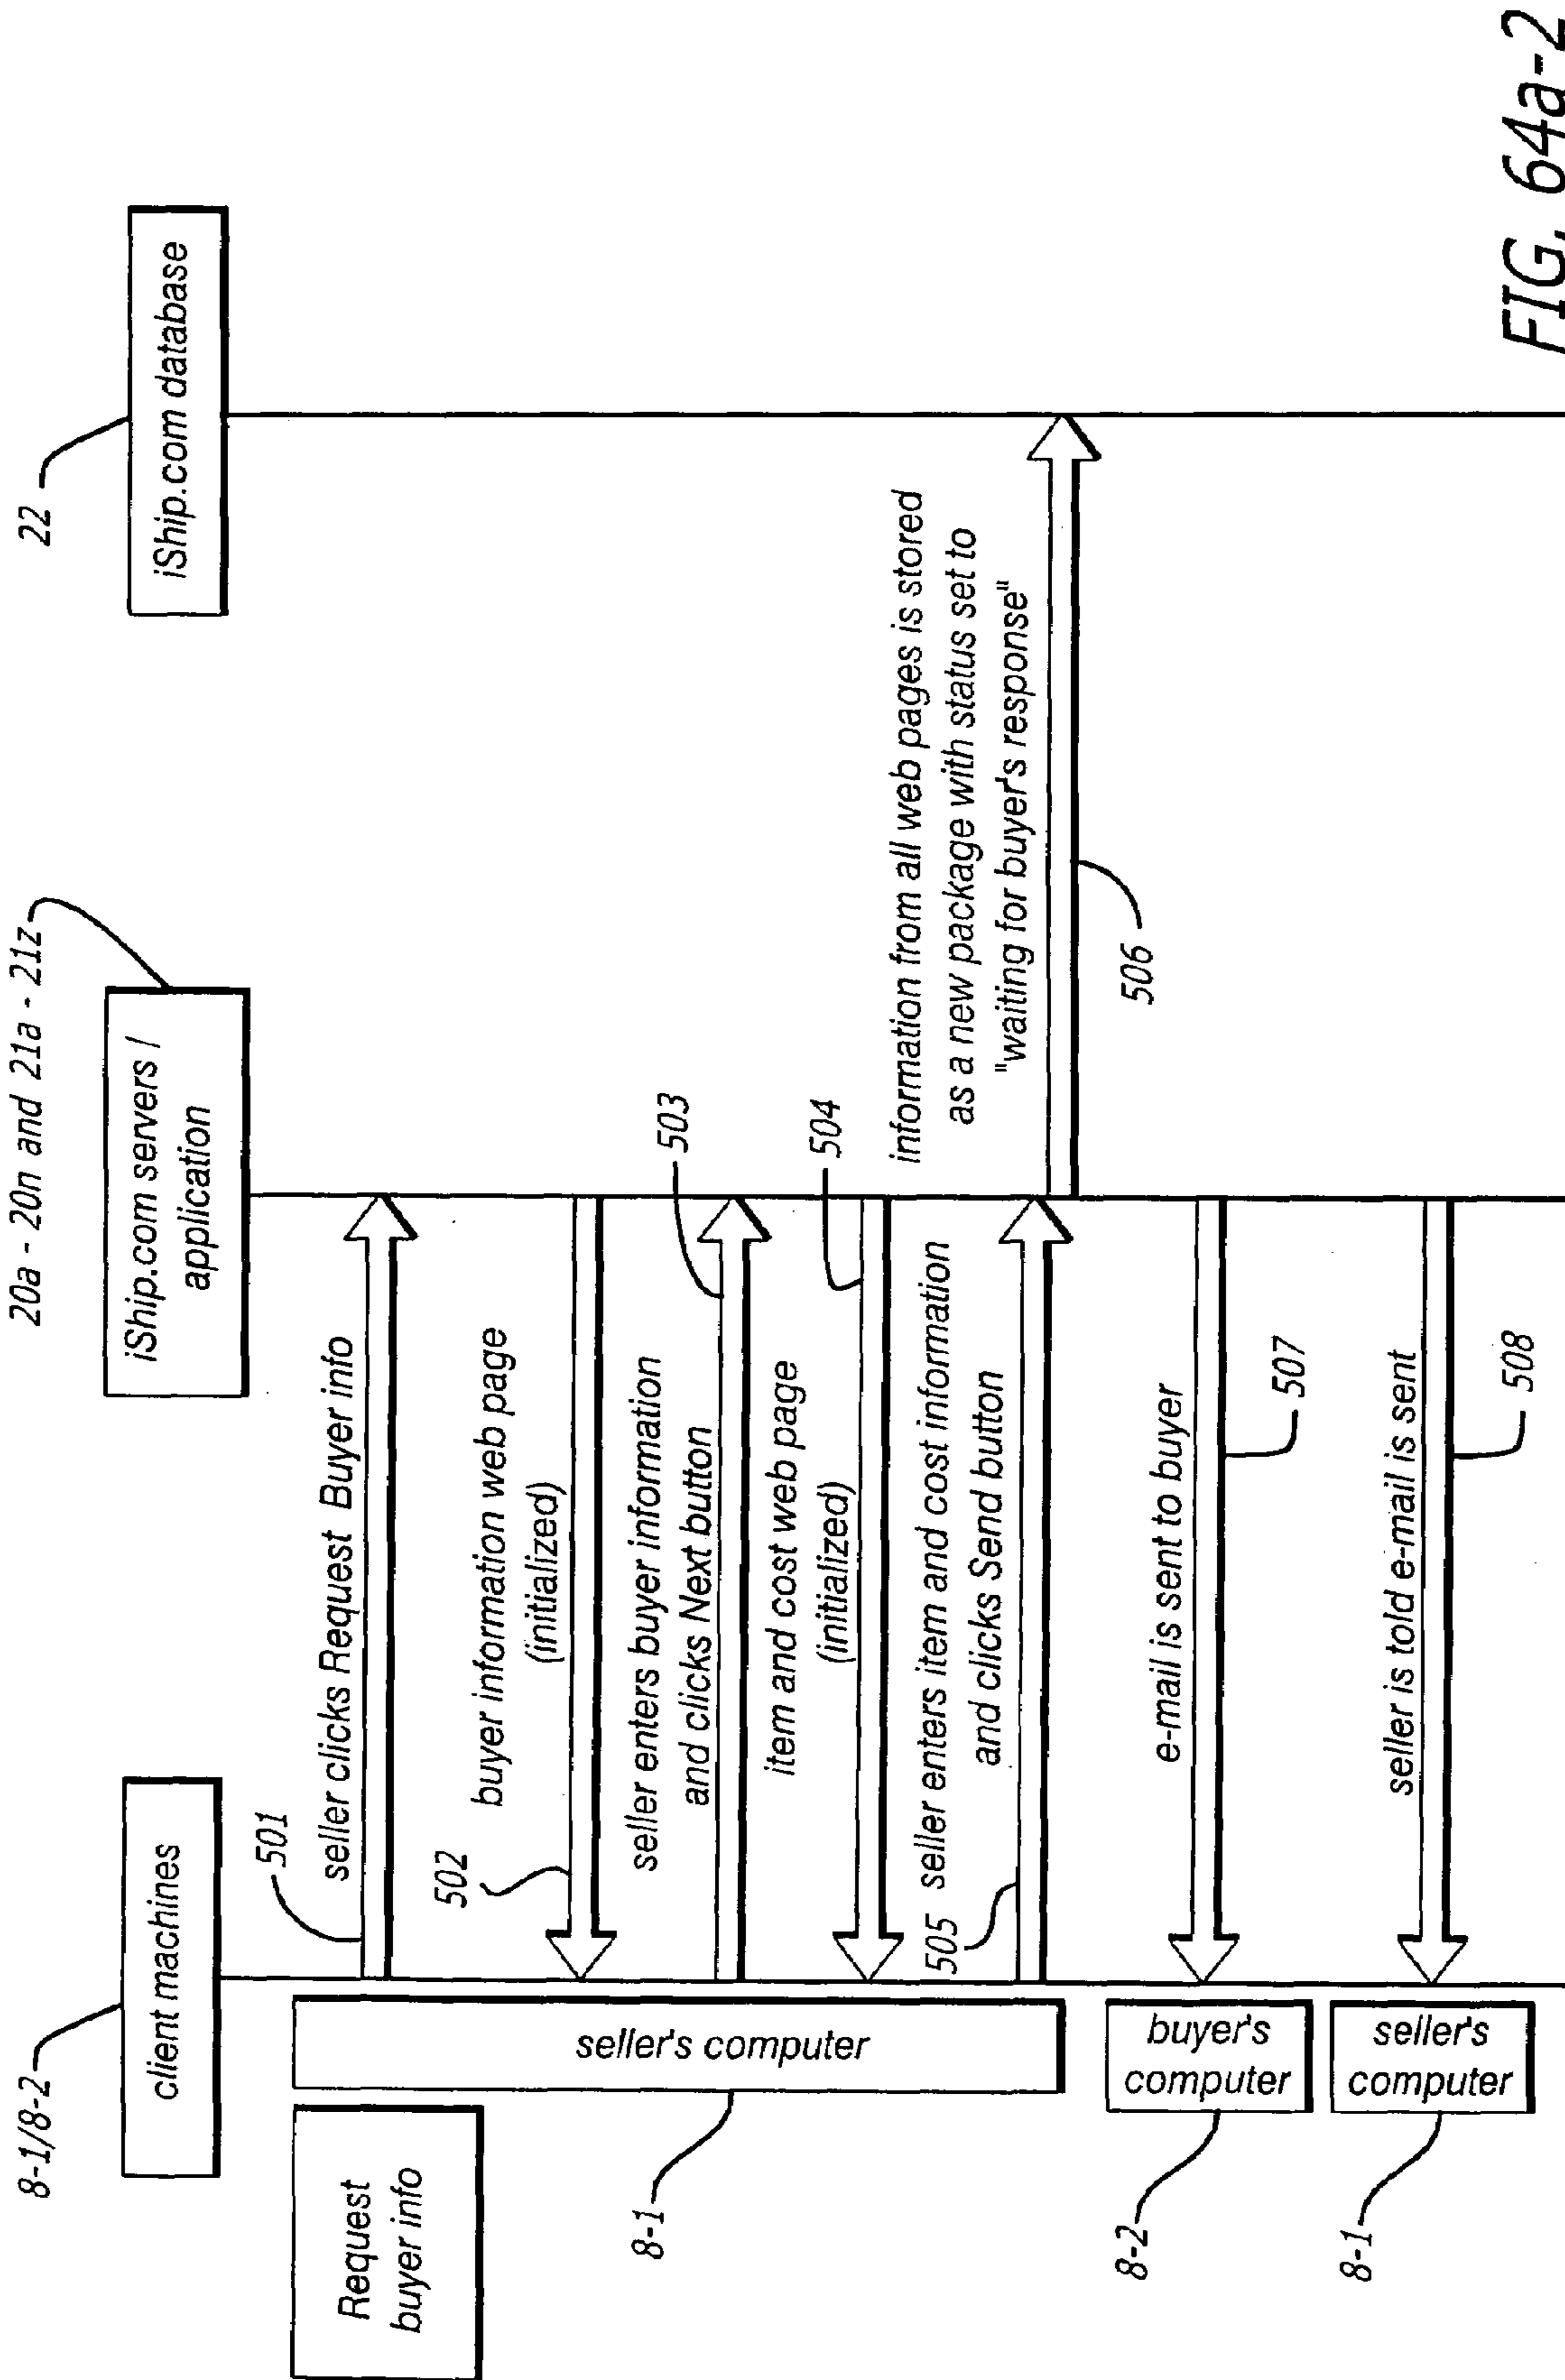 8-1/8-2
20a - 20n and 21a - 21z
22
client machines
iShip.com servers /
application
iShip.com database
Request
buyer info
seller's computer
8-1
501
seller clicks Request Buyer info
502
buyer information web page
(initialized)
seller enters buyer information
and clicks Next button
503
item and cost web page
(initialized)
504
505
seller enters item and cost information
and clicks Send button
information from all web pages is stored
as a new package with status set to
"waiting for buyer's response"
506
buyer's
computer
8-2
e-mail is sent to buyer
507
seller's
computer
8-1
seller is told e-mail is sent
508
FIG. 64a-2